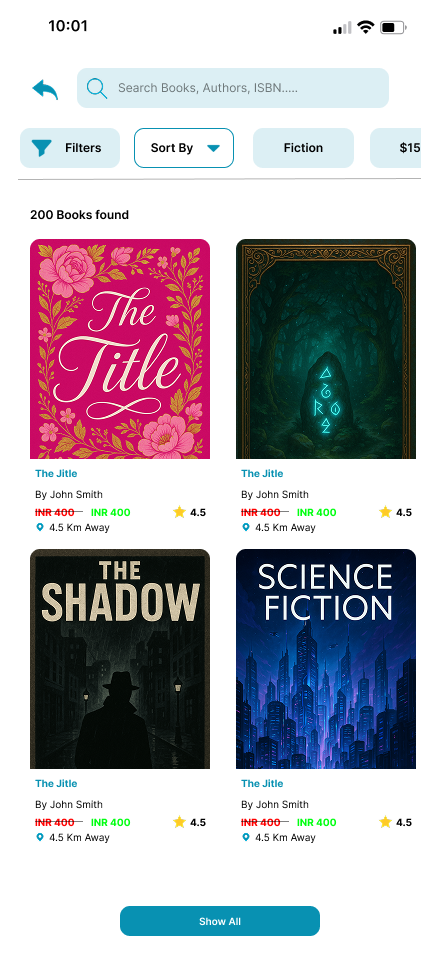 10:01
Search Books, Authors, ISBN.....
Filters
Sort By
Fiction
$15
200 Books found
The
Title
The Jitle
By John Smith
INR 400 INR 400 4.5
4.5 Km Away
The Jitle
By John Smith
INR 400 INR 400 4.5
4.5 Km Away
THE
SHADOW
The Jitle
By John Smith
INR 400 INR 400 4.5
4.5 Km Away
SCIENCE
FICTION
The Jitle
By John Smith
INR 400 INR 400 4.5
4.5 Km Away
Show All